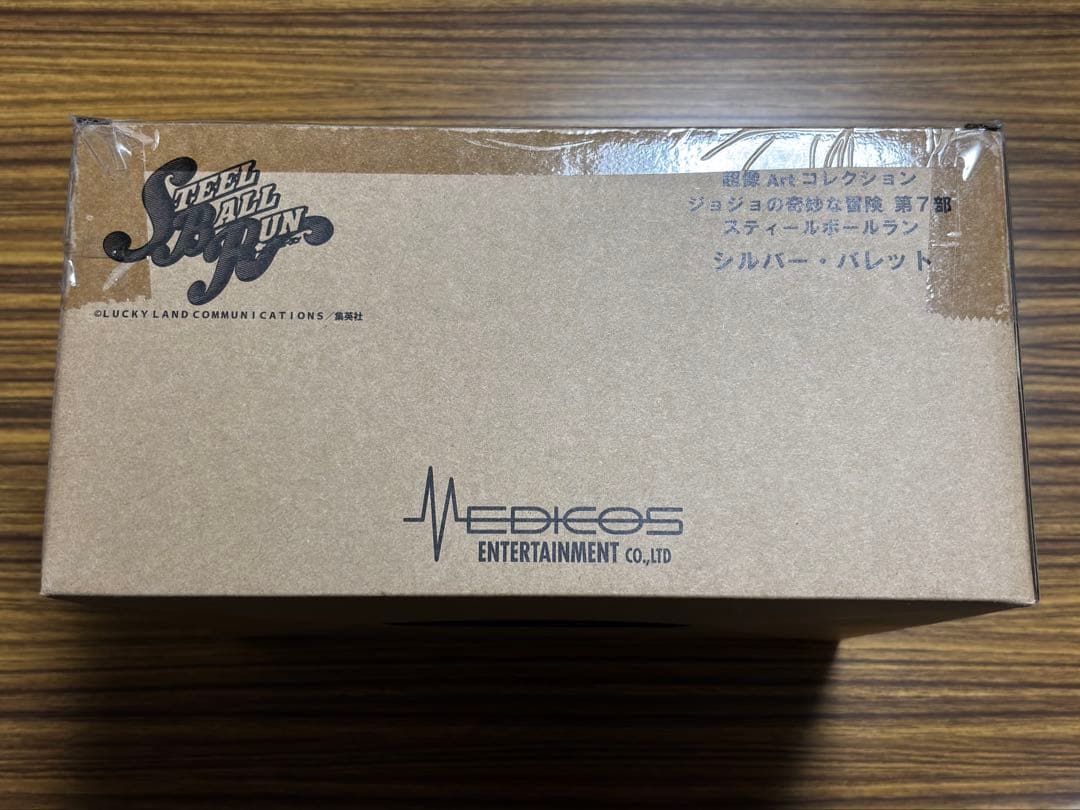 STEEL
BALL
RUN
©LUCKY LAND COMMUNICATIONS/集英社
超像Artコレクション
ジョジョの奇妙な冒険 第7部
スティールボールラン
シルバー・バレット
MEDICOS
ENTERTAINMENT CO.,LTD